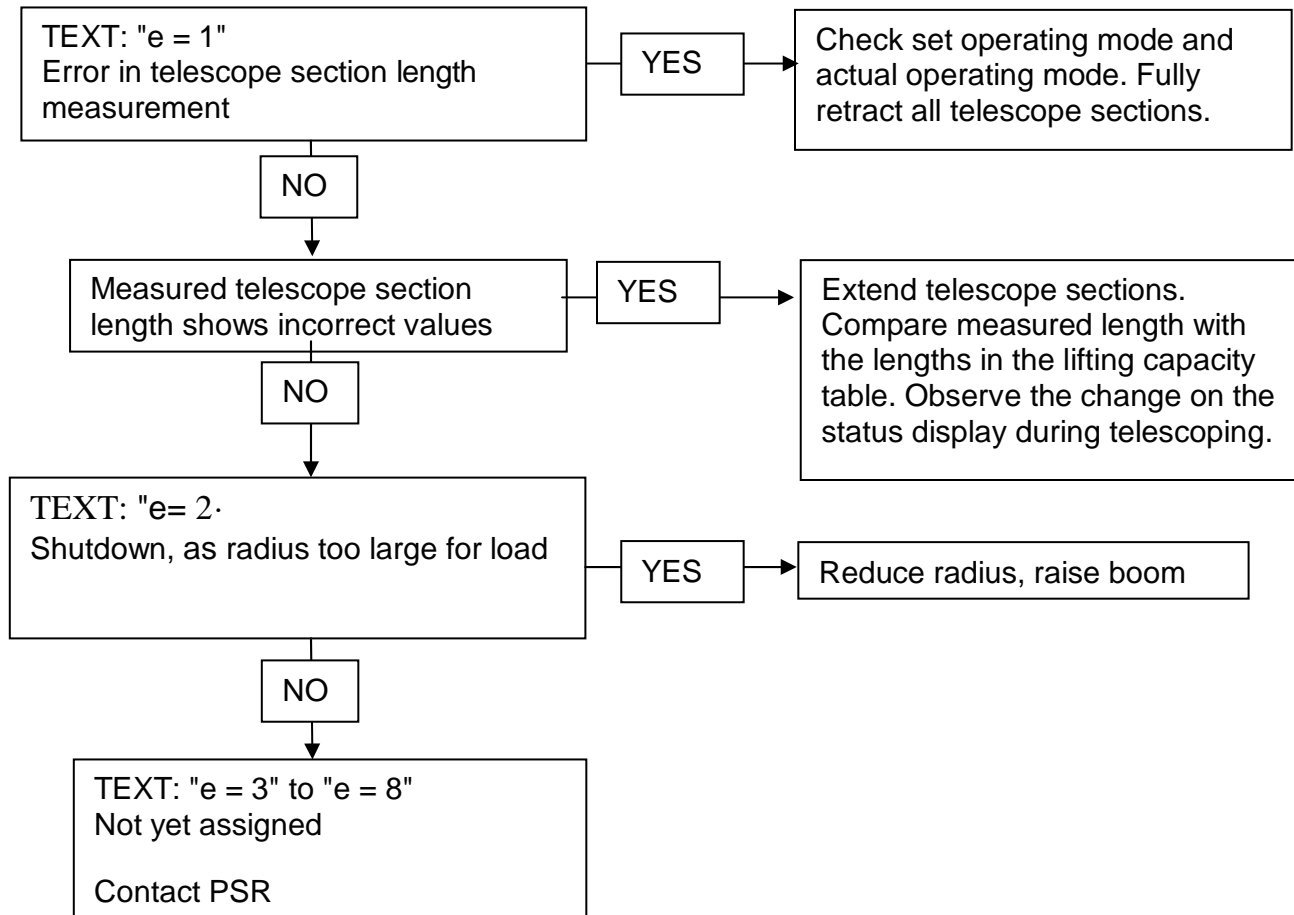 TEXT: "e = 1"
Error in telescope section length
measurement
YES
Check set operating mode and
actual operating mode. Fully
retract all telescope sections.
NO
Measured telescope section
length shows incorrect values
YES
Extend telescope sections.
Compare measured length with
the lengths in the lifting capacity
table. Observe the change on the
status display during telescoping.
NO
TEXT: "e= 2·
Shutdown, as radius too large for load
YES
Reduce radius, raise boom
NO
TEXT: "e = 3" to "e = 8"
Not yet assigned
Contact PSR